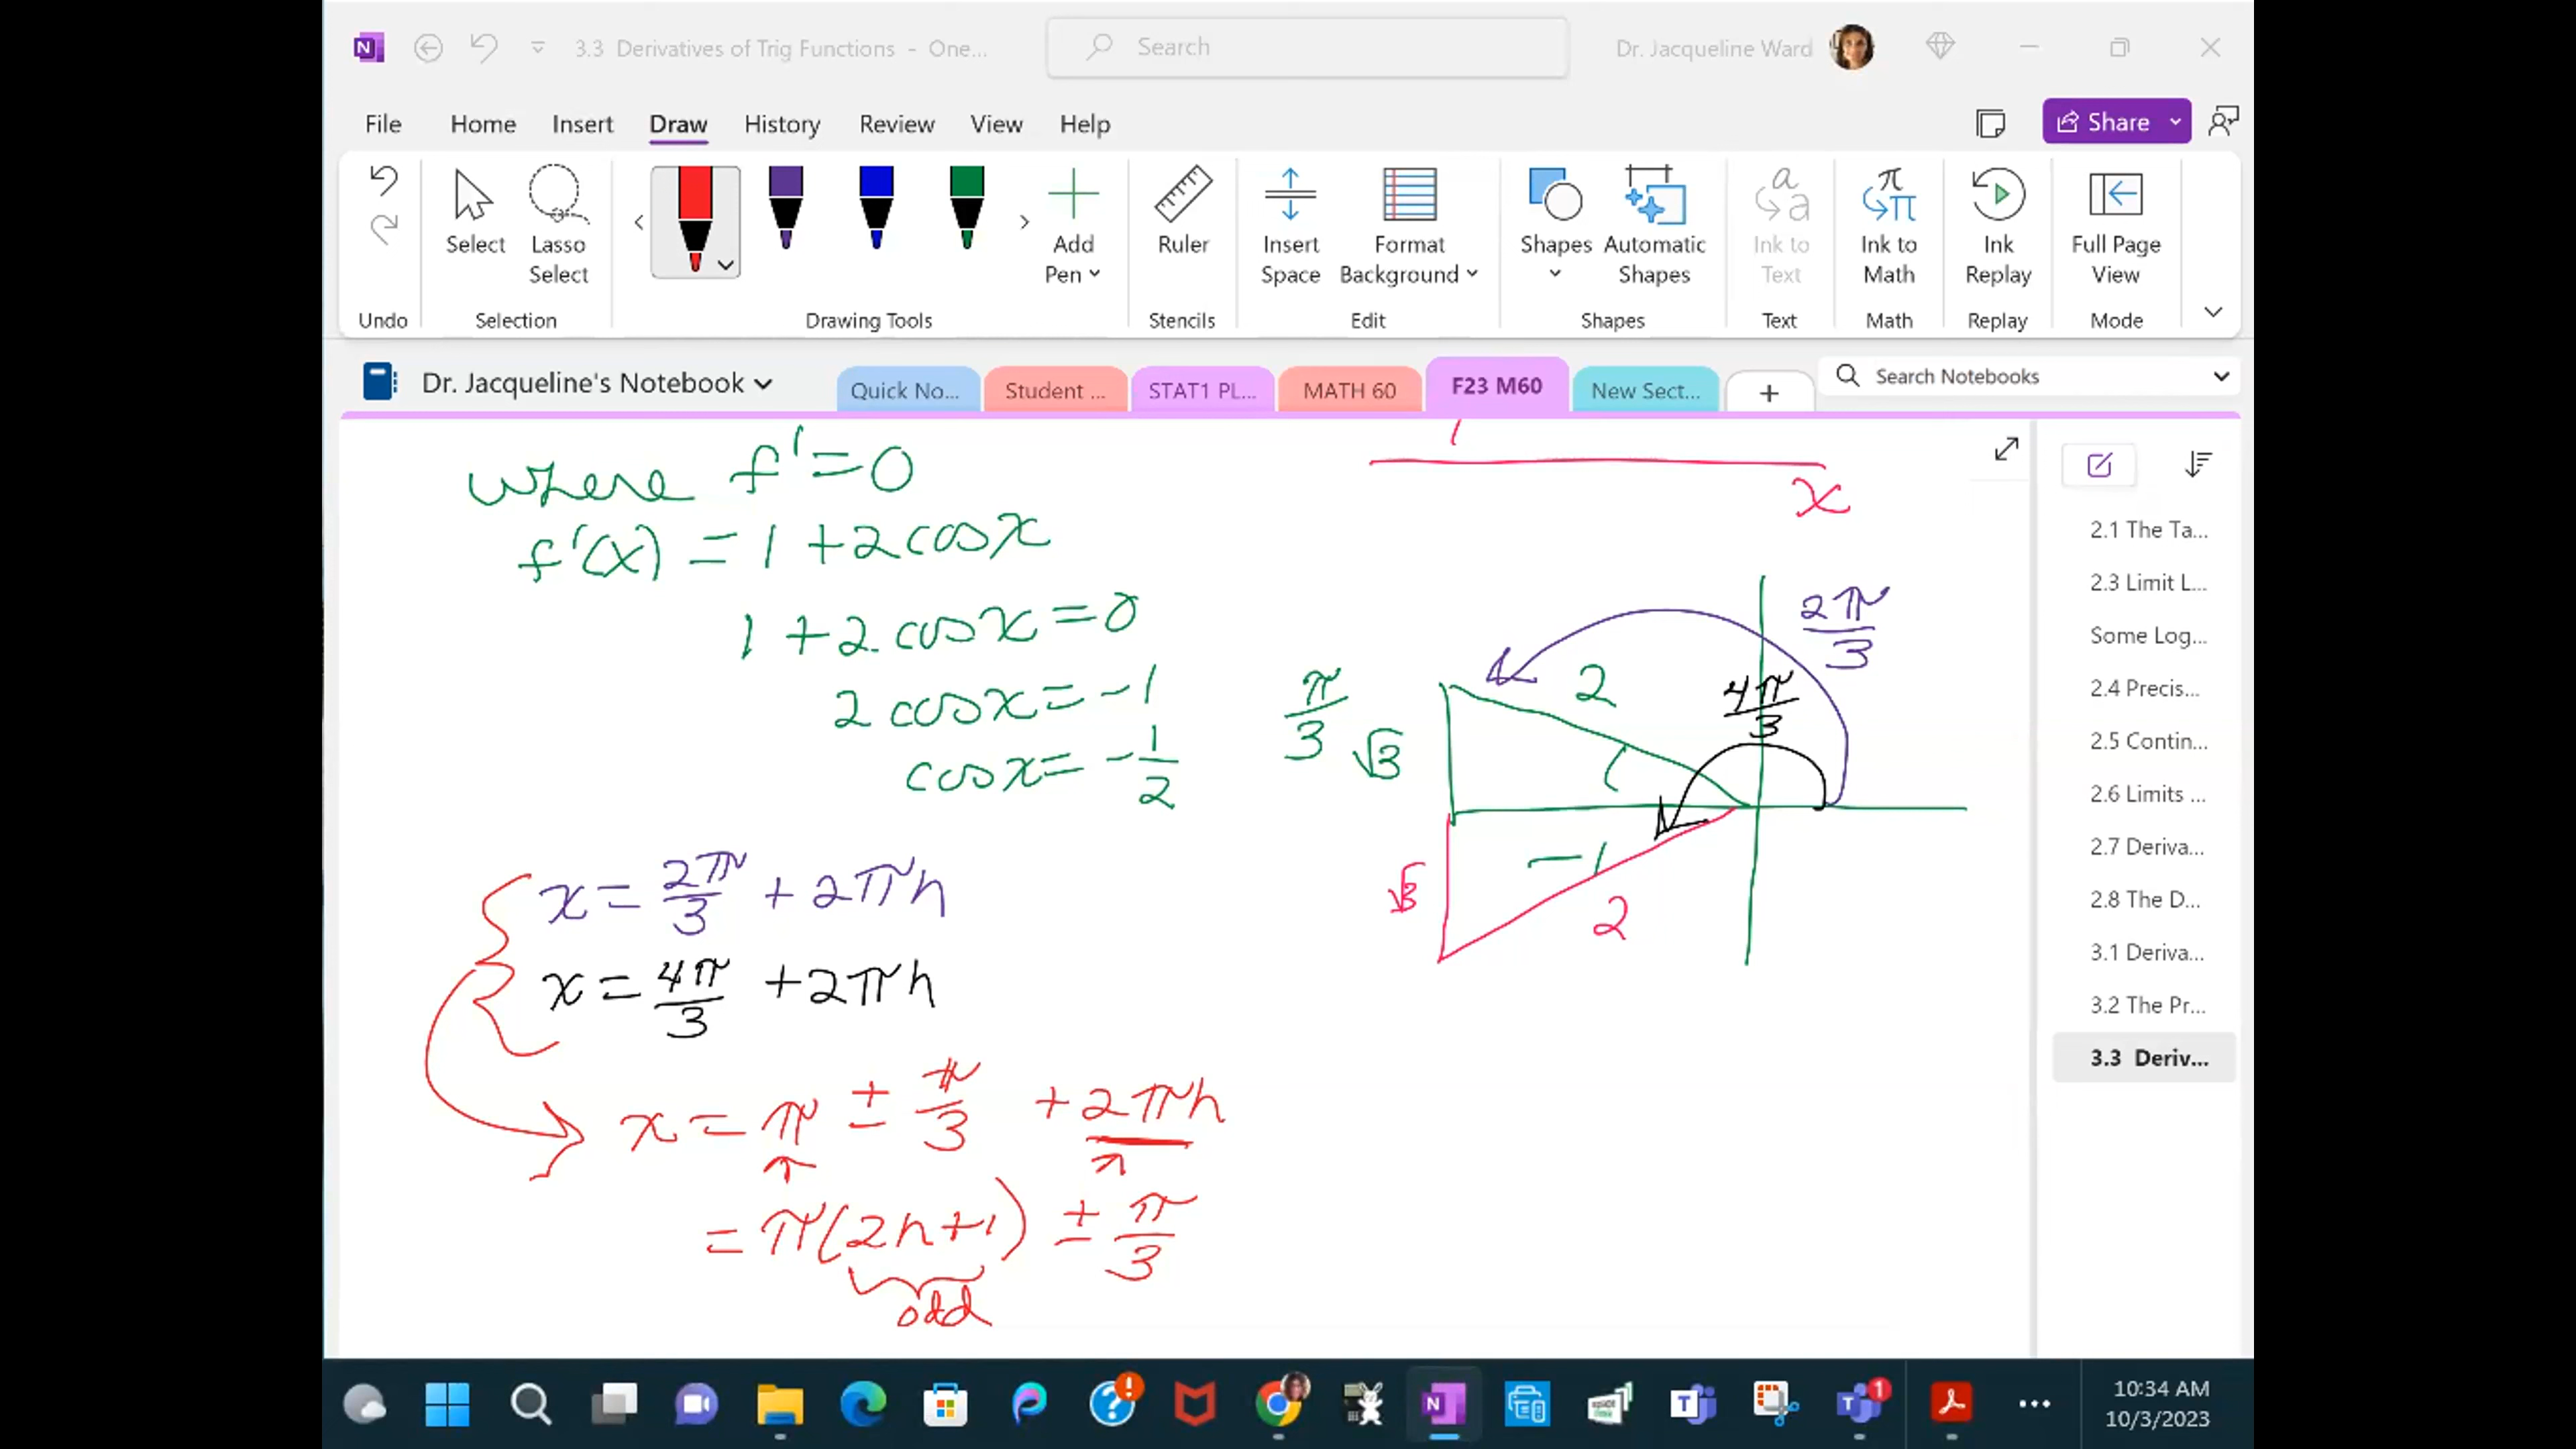 3.3 Derivatives of Trig Functions - One...
Search
Dr. Jacqueline Ward
File Home Insert Draw History Review View Help
Share
Select
Lasso Select
Add Pen
Ruler
Insert Space
Format Background
Shapes
Automatic Shapes
Ink to Text
Ink to Math
Ink Replay
Full Page View
Undo Selection Drawing Tools Stencils Edit Shapes Text Math Replay Mode
Dr. Jacqueline's Notebook
Quick No...
Student ...
STAT1 PL...
MATH 60
F23 M60
New Sect...
+
Search Notebooks
where f' = 0
f'(x) = 1 + 2 cos x
1 + 2 cos x = 0
2 cos x = -1
cos x = -1/2
x = 2π/3 + 2πn
x = 4π/3 + 2πn
x = π ± π/3 + 2πn
= π(2n+1) ± π/3
odd
x
2π/3
4π/3
2
π/3
√3
-1
√3
2
2.1 The Ta...
2.3 Limit L...
Some Log...
2.4 Precis...
2.5 Contin...
2.6 Limits ...
2.7 Deriva...
2.8 The D...
3.1 Deriva...
3.2 The Pr...
3.3 Deriv...
1
10:34 AM
10/3/2023